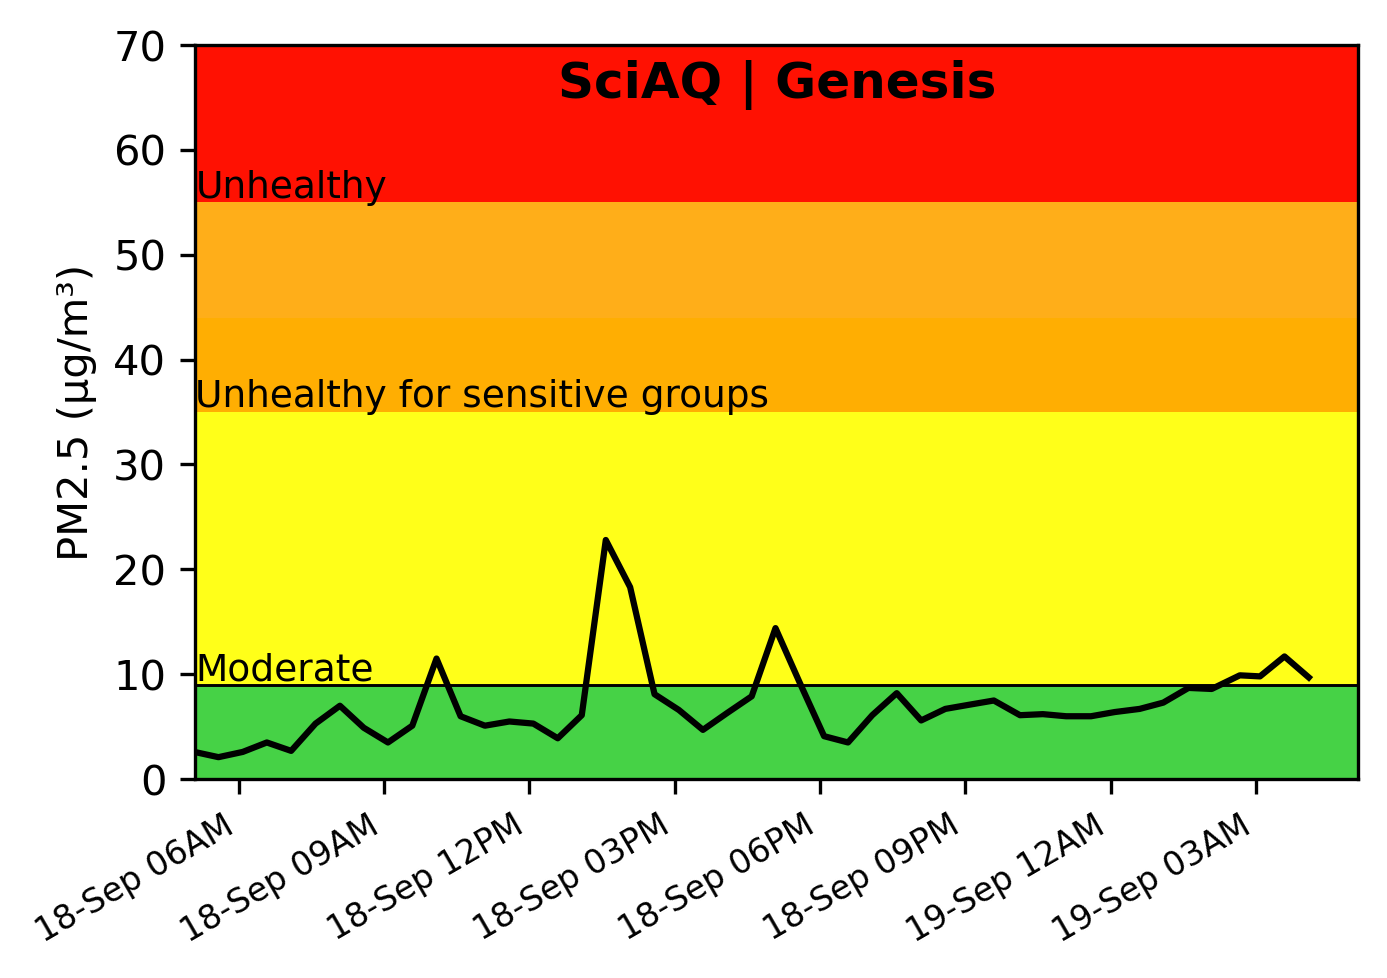 SciAQ | Genesis
PM2.5 (µg/m³)
70
60
50
40
30
20
10
0
Unhealthy
Unhealthy for sensitive groups
Moderate
18-Sep 06AM
18-Sep 09AM
18-Sep 12PM
18-Sep 03PM
18-Sep 06PM
18-Sep 09PM
19-Sep 12AM
19-Sep 03AM